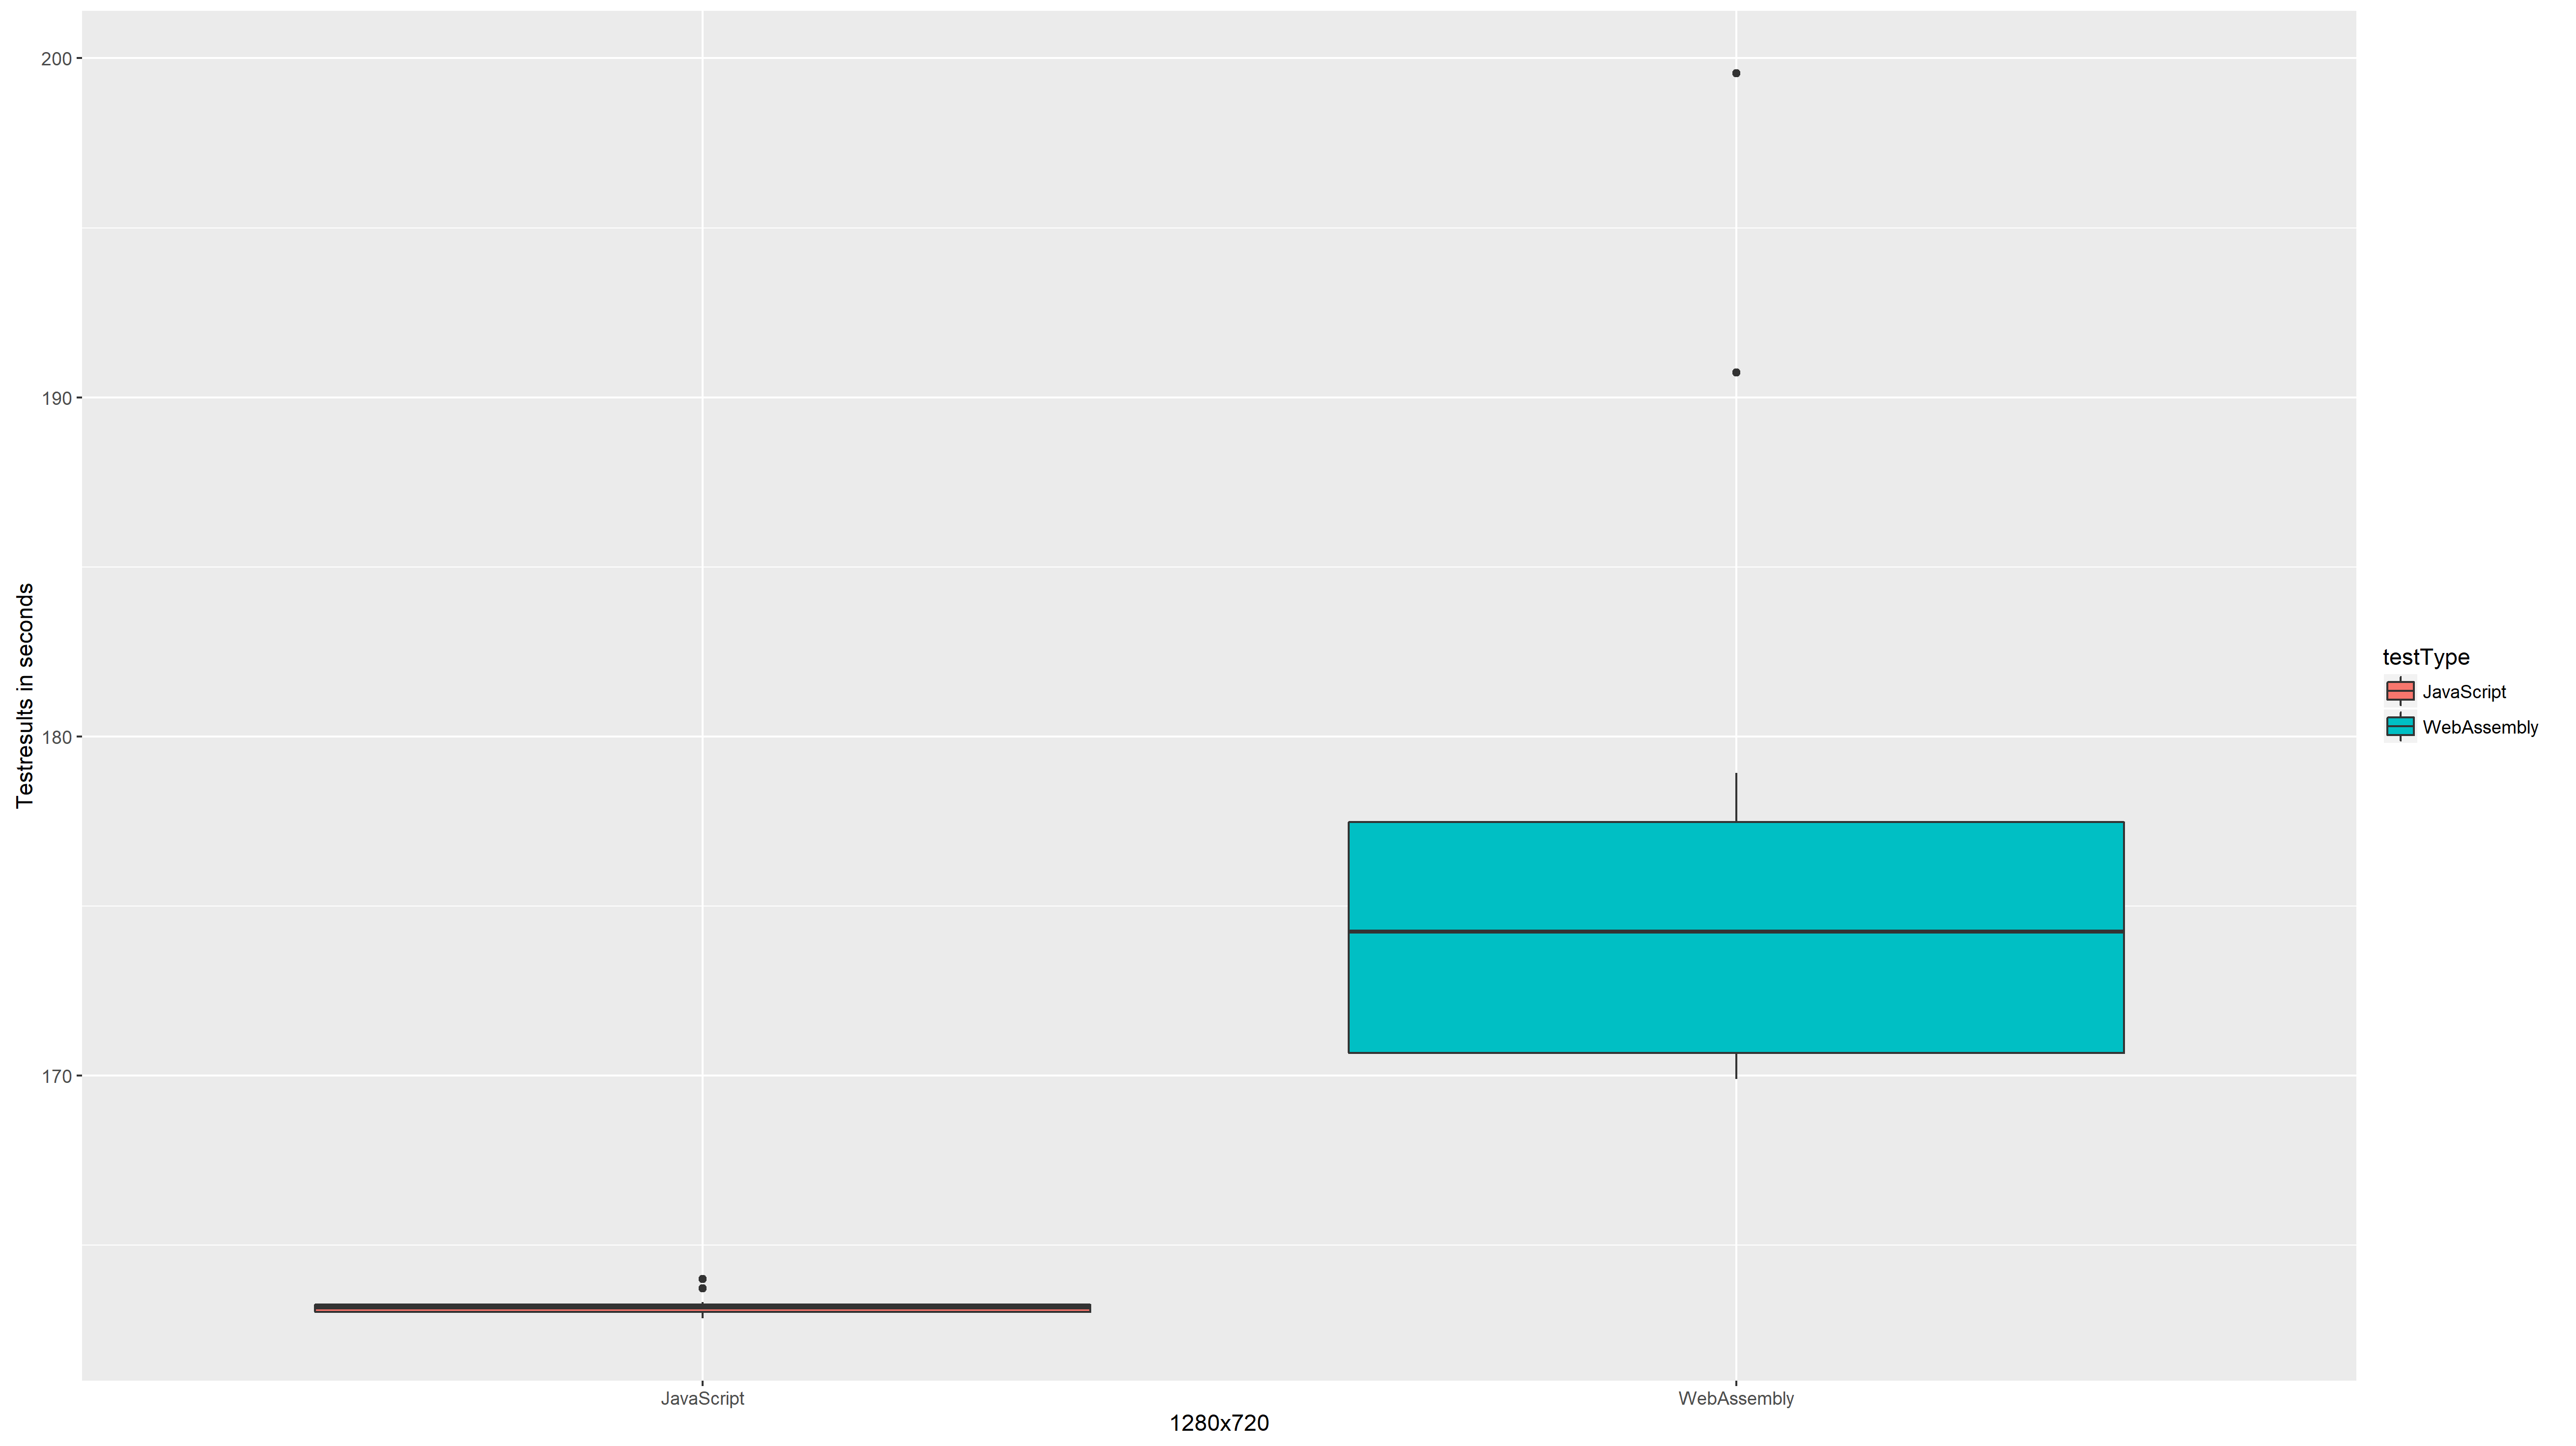 200
190
180
170
Testresults in seconds
JavaScript
WebAssembly
1280x720
testType
JavaScript
WebAssembly